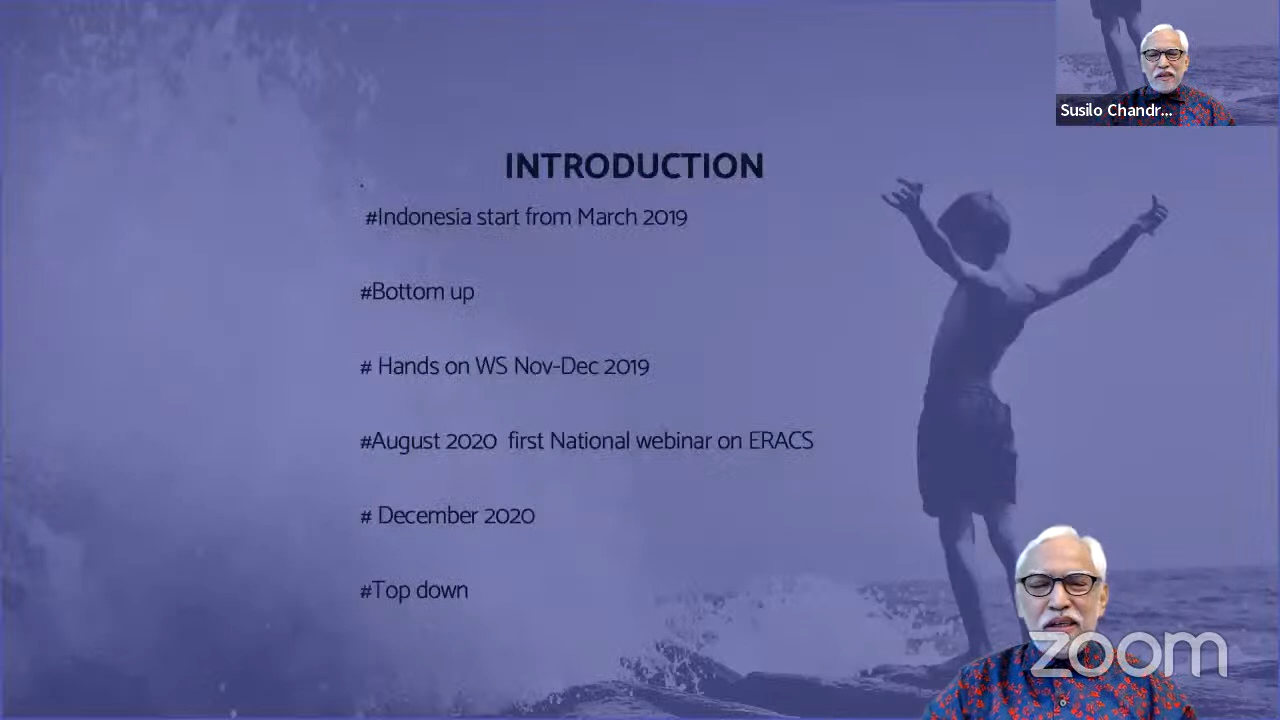 Susilo Chandr...
INTRODUCTION
#Indonesia start from March 2019
#Bottom up
# Hands on WS Nov-Dec 2019
#August 2020 first National webinar on ERACS
# December 2020
#Top down
zoom